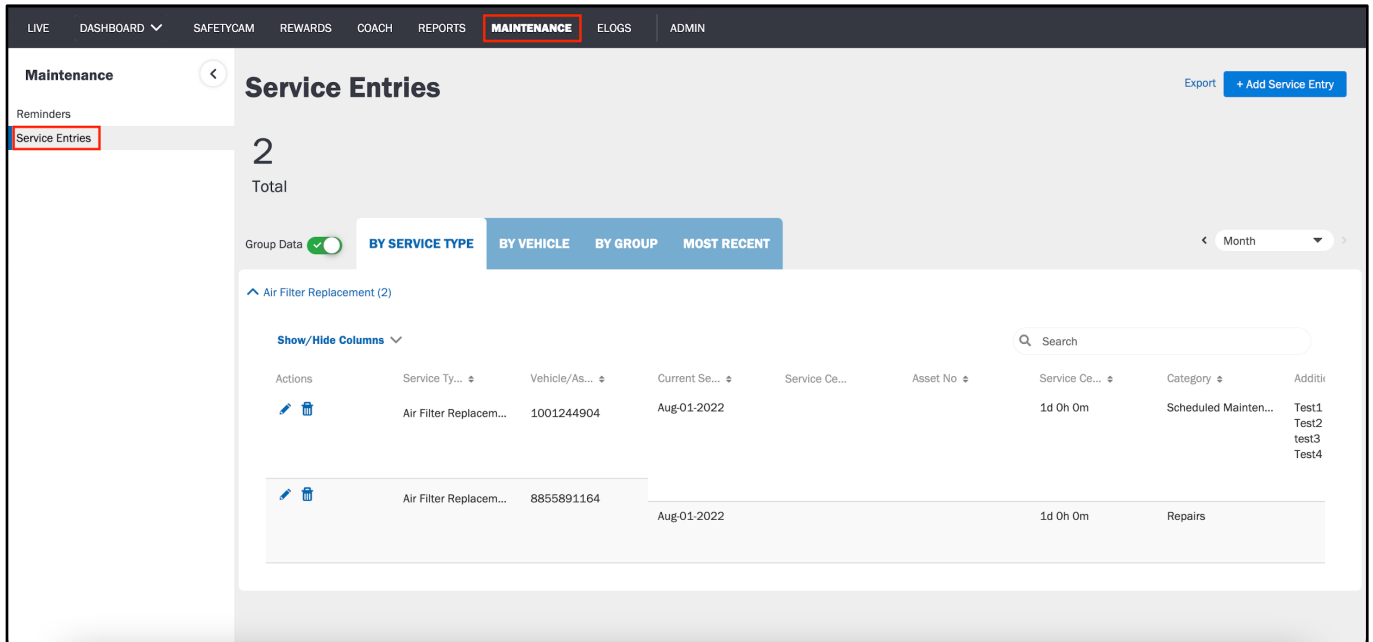 LIVE DASHBOARD SAFETYCAM REWARDS COACH REPORTS MAINTENANCE ELOGS ADMIN
Maintenance
Reminders
Service Entries
Service Entries
Export + Add Service Entry
2
Total
Group Data BY SERVICE TYPE BY VEHICLE BY GROUP MOST RECENT Month
Air Filter Replacement (2)
Show/Hide Columns Search
Actions Service Ty... Vehicle/As... Current Se... Service Ce... Asset No Service Ce... Category Additic
Air Filter Replacem... 1001244904 Aug-01-2022 1d 0h 0m Scheduled Mainten... Test1
Test2
test3
Test4
Air Filter Replacem... 8855891164
Aug-01-2022 1d 0h 0m Repairs